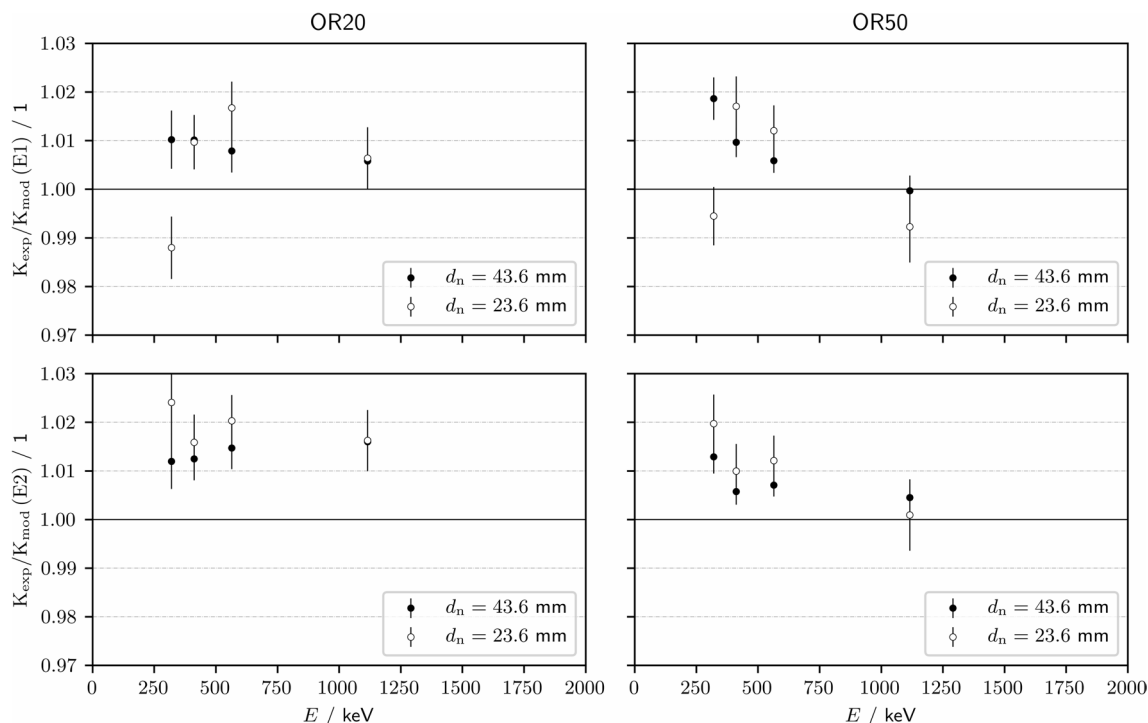 OR20
OR50
1.03
1.02
1.01
1.00
0.99
0.98
0.97
K_exp/K_mod (E1) / 1
d_n = 43.6 mm
d_n = 23.6 mm
d_n = 43.6 mm
d_n = 23.6 mm
1.03
1.02
1.01
1.00
0.99
0.98
0.97
K_exp/K_mod (E2) / 1
d_n = 43.6 mm
d_n = 23.6 mm
d_n = 43.6 mm
d_n = 23.6 mm
0 250 500 750 1000 1250 1500 1750 2000
0 250 500 750 1000 1250 1500 1750 2000
E / keV
E / keV